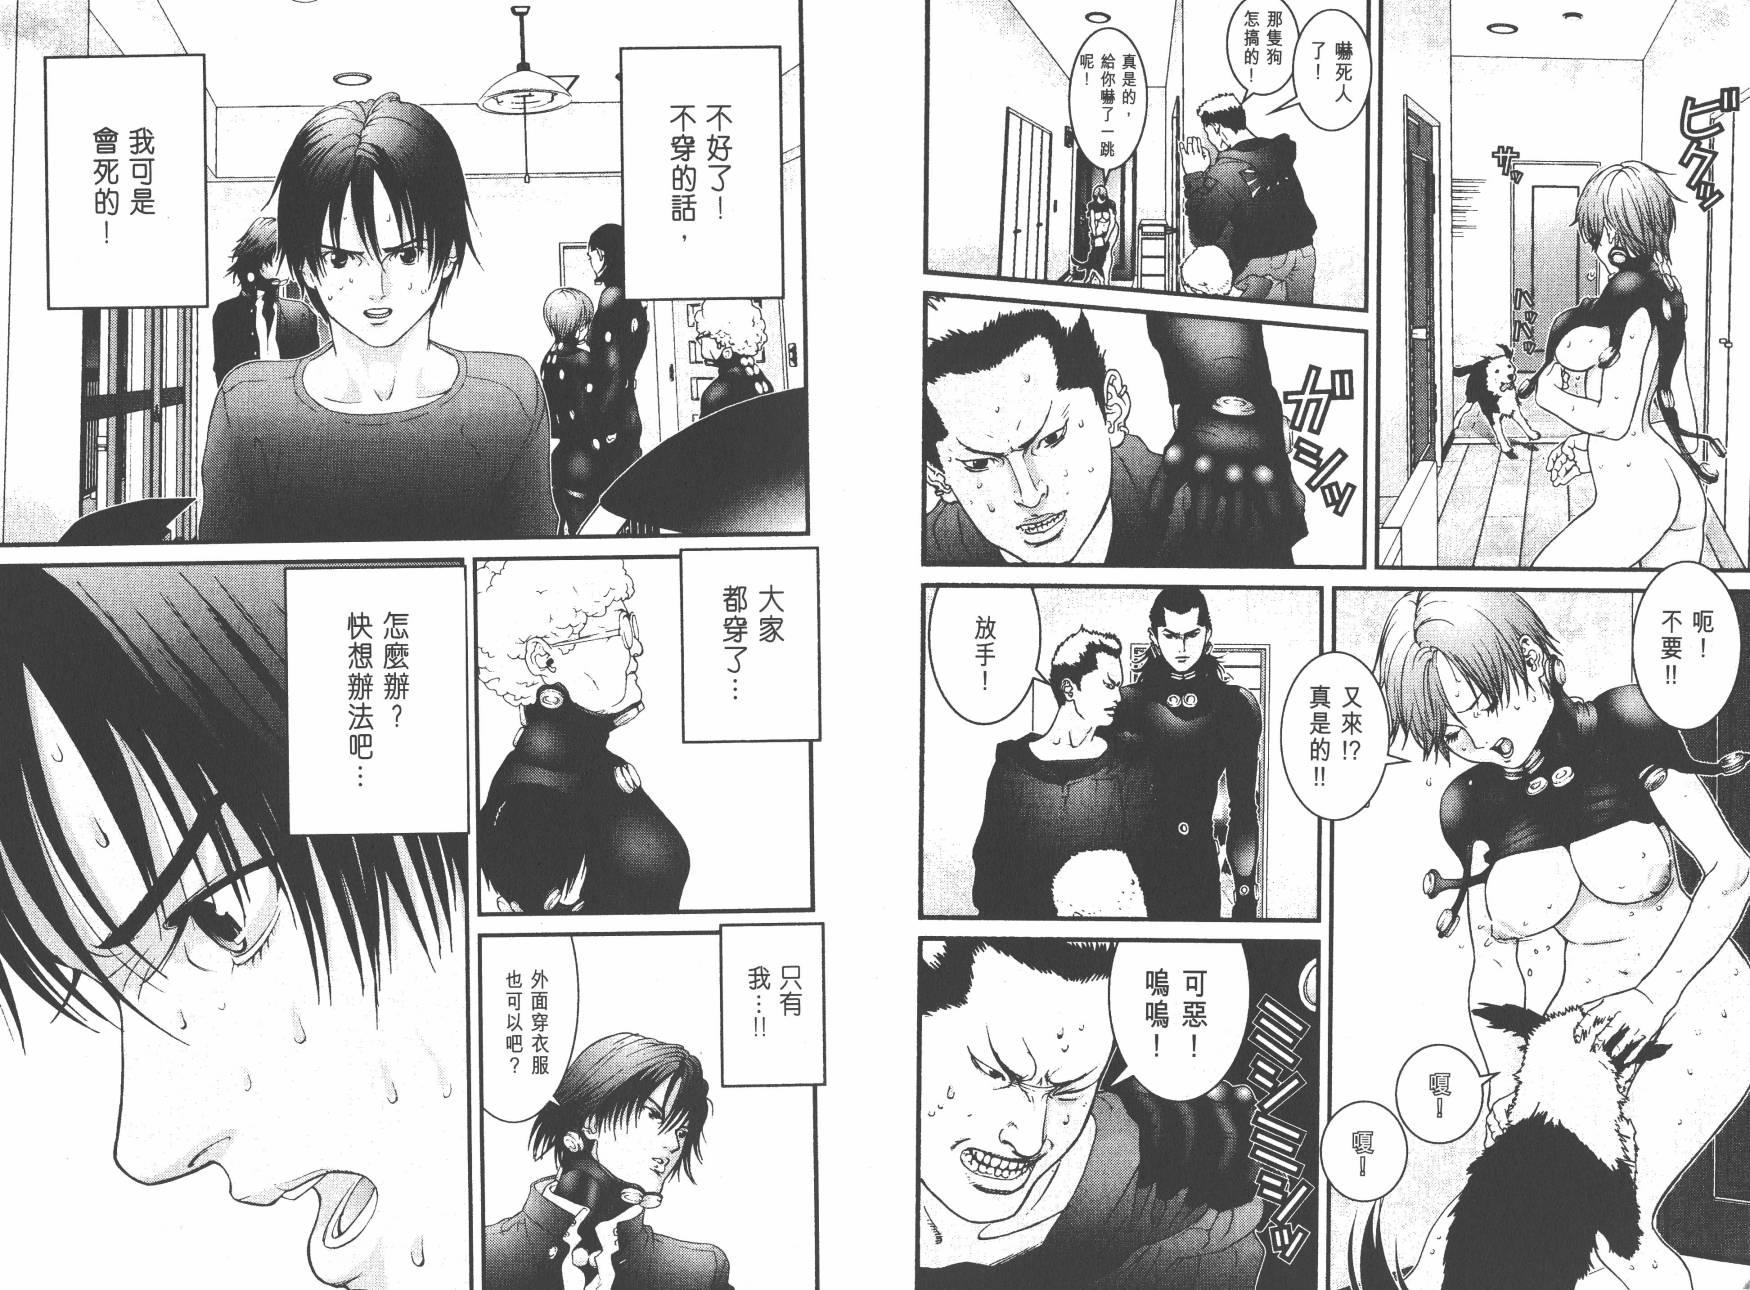 ビクッ
サッ
ハッ
ハッ
嚇死人
了！
那隻狗
怎搞的！
真是的，
給你嚇了一跳
呢！
ガシッ
呃！
不要！！
又來！？
真是的！！
嗄！
嗄！
放手！
可惡！
嗚嗚！
ミシミシッ
不好了！
不穿的話，
我可是
會死的！
大家
都穿了…
只有
我…！！
外面穿衣服
也可以吧？
怎麼辦？
快想辦法吧…